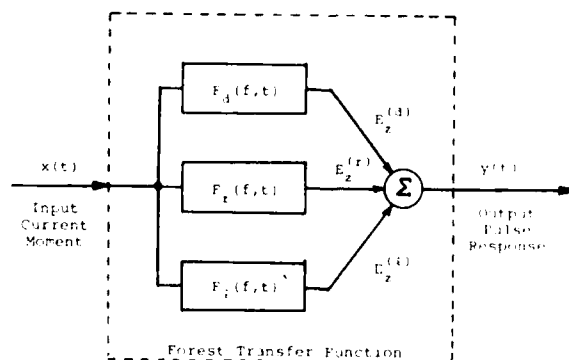 F_d(f,t)
E_z^(d)
x(t)
F_r(f,t)
E_z^(r)
Σ
y(t)
Input
Current
Moment
Output
Pulse
Response
F_i(f,t)
E_z^(i)
Forest Transfer Function